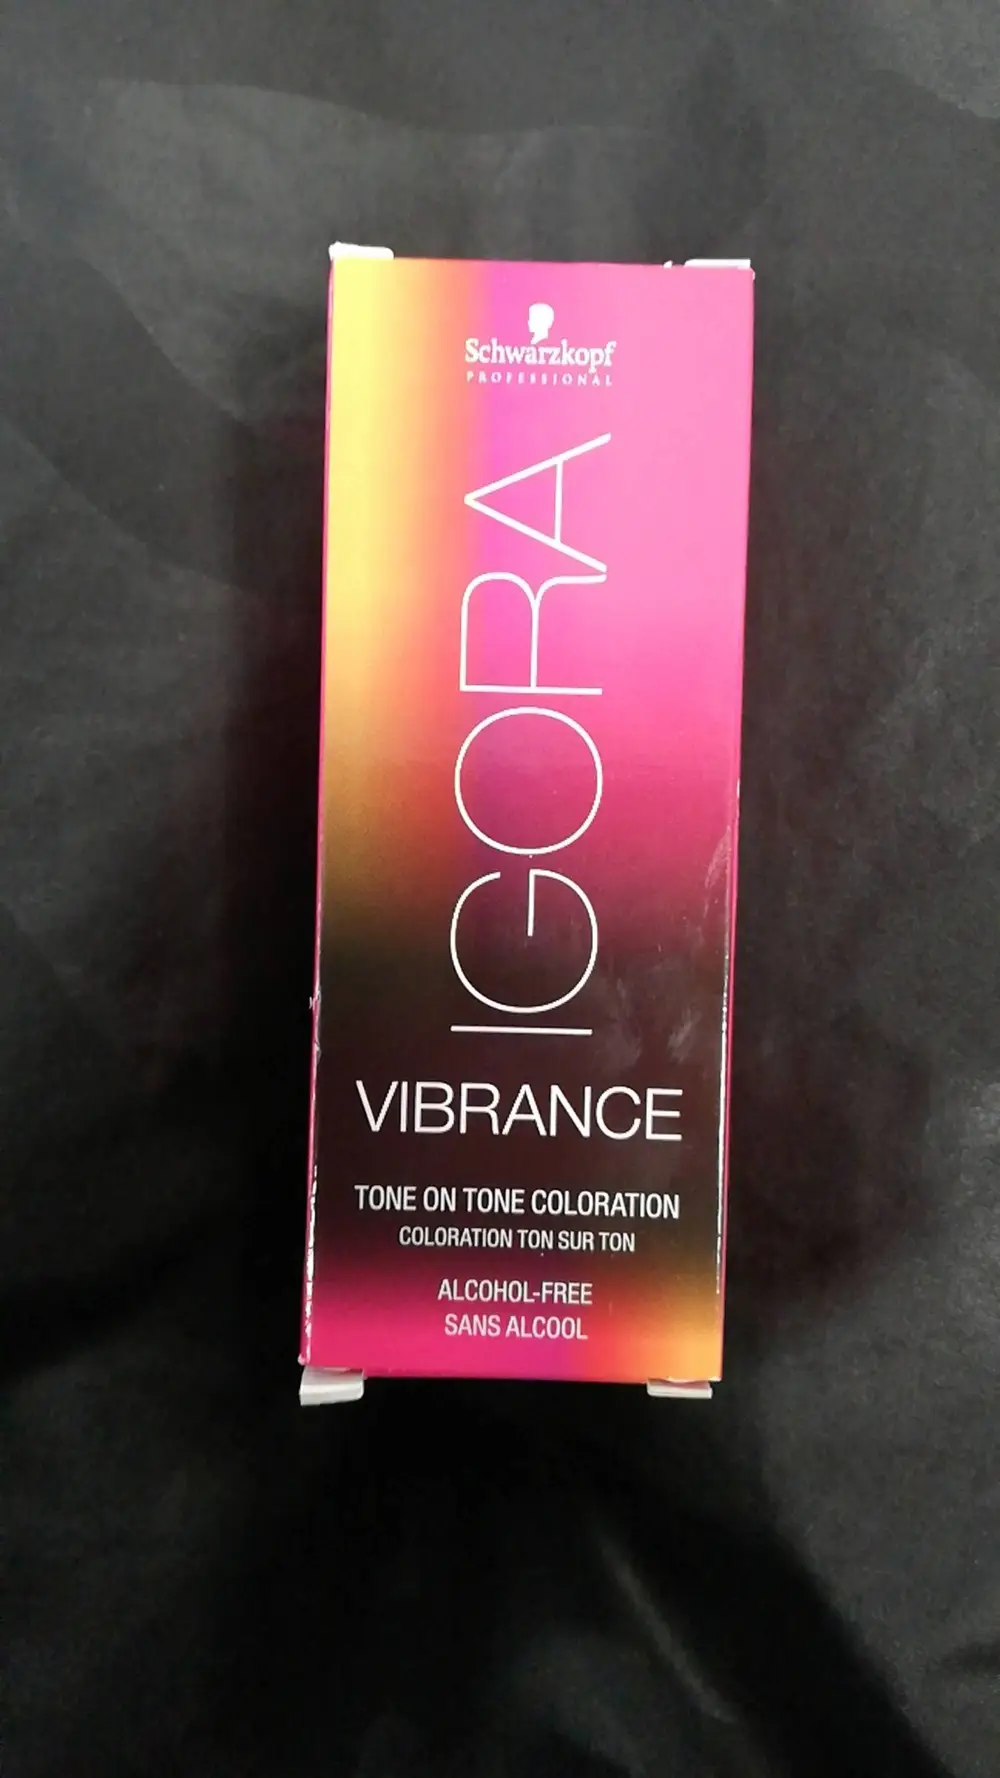 Schwarzkopf
PROFESSIONAL
IGORA
VIBRANCE
TONE ON TONE COLORATION
COLORATION TON SUR TON
ALCOHOL-FREE
SANS ALCOOL